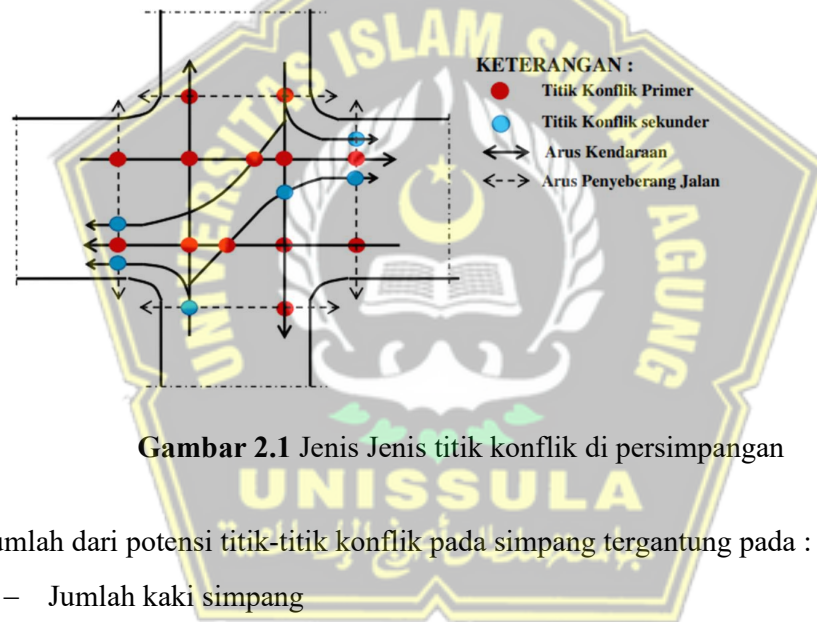 KETERANGAN :
Titik Konflik Primer
Titik Konflik sekunder
Arus Kendaraan
Arus Penyeberang Jalan
UNIVERSITAS ISLAM SULTAN AGUNG
Gambar 2.1 Jenis Jenis titik konflik di persimpangan
UNISSULA
umlah dari potensi titik-titik konflik pada simpang tergantung pada :
– Jumlah kaki simpang